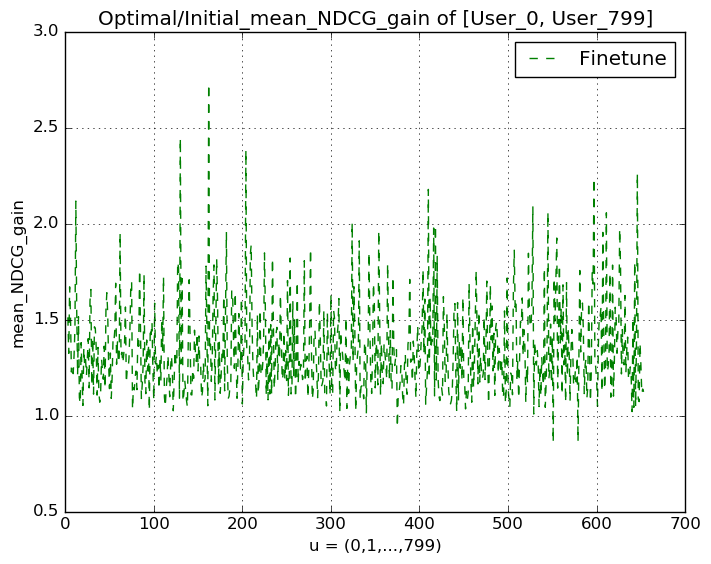 Optimal/Initial_mean_NDCG_gain of [User_0, User_799]
Finetune
3.0
2.5
2.0
1.5
1.0
0.5
mean_NDCG_gain
0 100 200 300 400 500 600 700
u = (0,1,...,799)